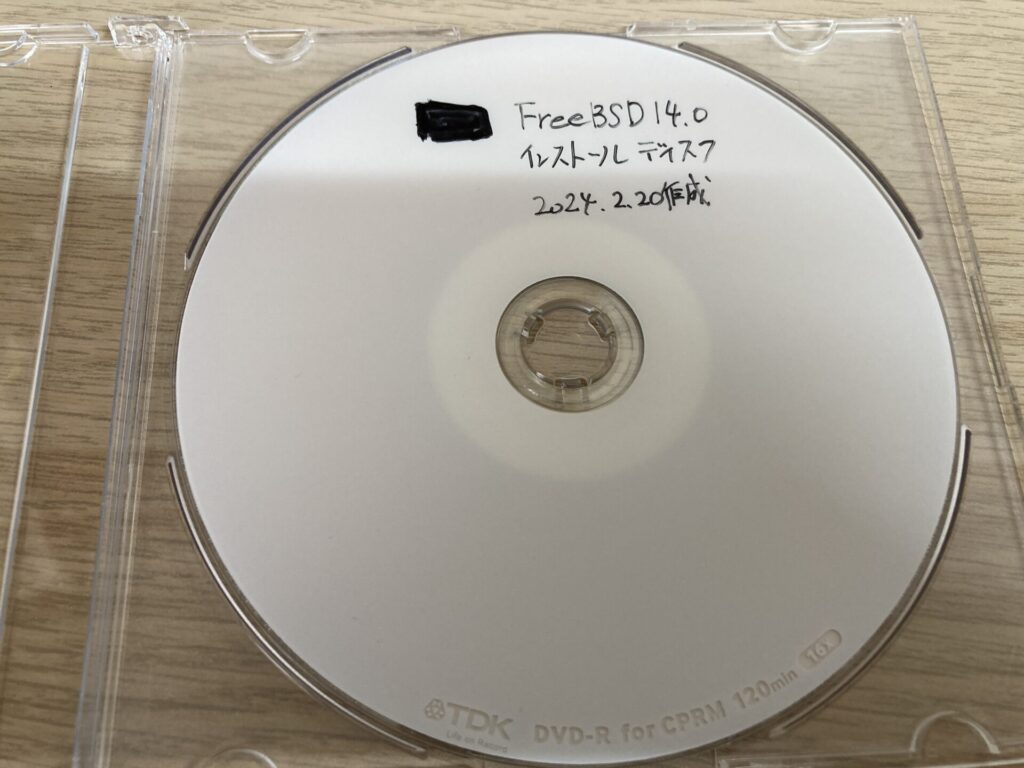 FreeBSD 14.0
インストール ディスク
2024.2.20作成
TDK
Life on Record
DVD-R for CPRM 120min 16x